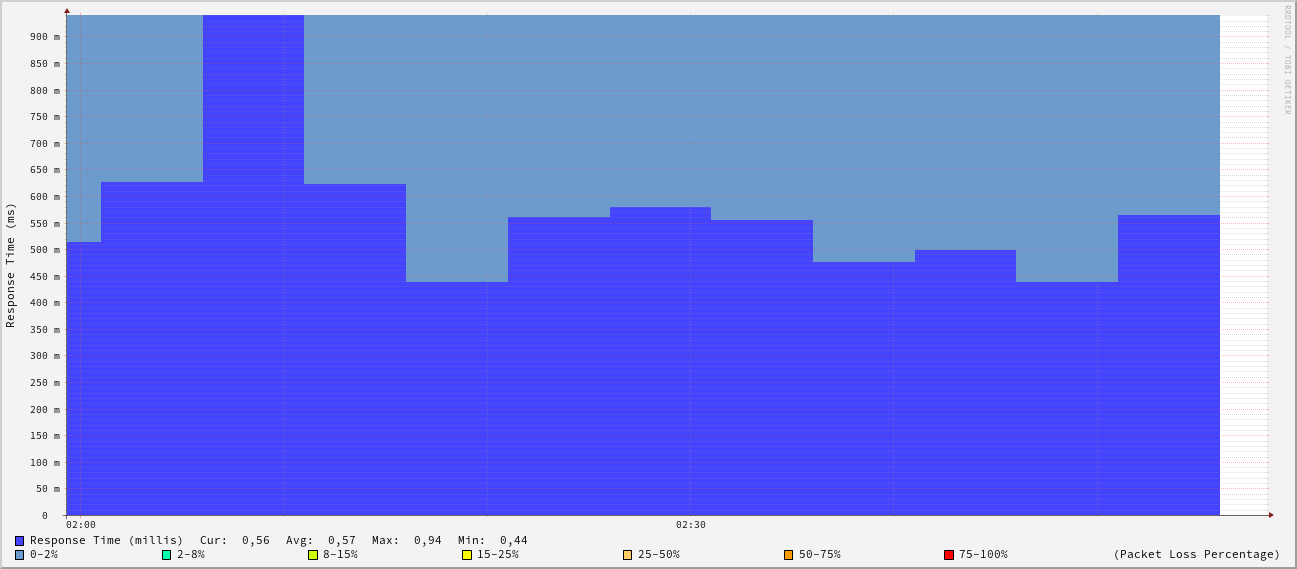 RRDTOOL / TOBI OETIKER
Response Time (ms)
900 m
850 m
800 m
750 m
700 m
650 m
600 m
550 m
500 m
450 m
400 m
350 m
300 m
250 m
200 m
150 m
100 m
50 m
0
02:00 02:30
Response Time (millis) Cur: 0,56 Avg: 0,57 Max: 0,94 Min: 0,44
0-2% 2-8% 8-15% 15-25% 25-50% 50-75% 75-100% (Packet Loss Percentage)